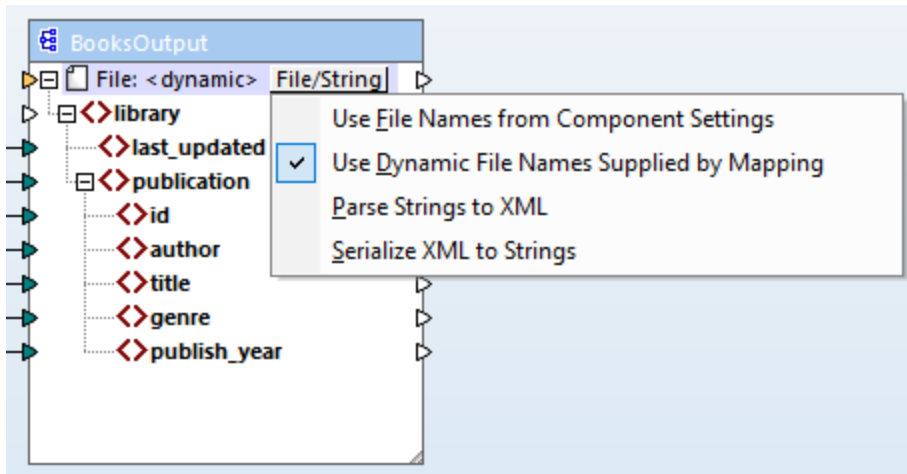 BooksOutput
File: <dynamic> File/String
library
last_updated
publication
id
author
title
genre
publish_year
Use File Names from Component Settings
Use Dynamic File Names Supplied by Mapping
Parse Strings to XML
Serialize XML to Strings